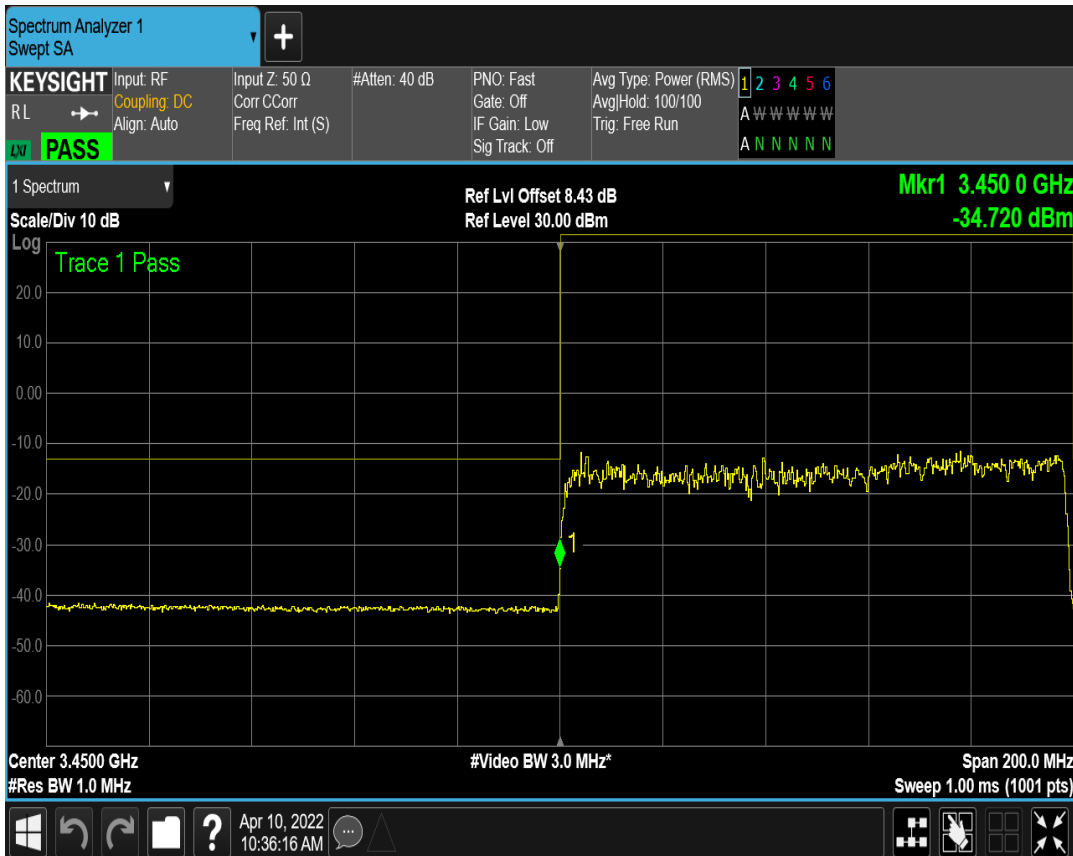 Spectrum Analyzer 1
Swept SA
+
KEYSIGHT
R L
LXI PASS
Input: RF
Coupling: DC
Align: Auto
Input Z: 50 Ω
Corr CCorr
Freq Ref: Int (S)
#Atten: 40 dB
PNO: Fast
Gate: Off
IF Gain: Low
Sig Track: Off
Avg Type: Power (RMS)
Avg|Hold: 100/100
Trig: Free Run
1 2 3 4 5 6
A W W W W W
A N N N N N
1 Spectrum
Scale/Div 10 dB
Ref Lvl Offset 8.43 dB
Ref Level 30.00 dBm
Mkr1 3.450 0 GHz
-34.720 dBm
Log
Trace 1 Pass
20.0
10.0
0.00
-10.0
-20.0
-30.0
1
-40.0
-50.0
-60.0
Center 3.4500 GHz
#Res BW 1.0 MHz
#Video BW 3.0 MHz*
Span 200.0 MHz
Sweep 1.00 ms (1001 pts)
?
Apr 10, 2022
10:36:16 AM